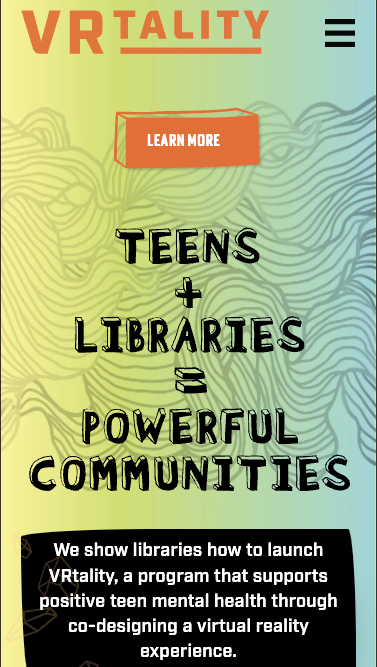 VRTALITY
LEARN MORE
TEENS
+
LIBRARIES
=
POWERFUL
COMMUNITIES
We show libraries how to launch
VRtality, a program that supports
positive teen mental health through
co-designing a virtual reality
experience.